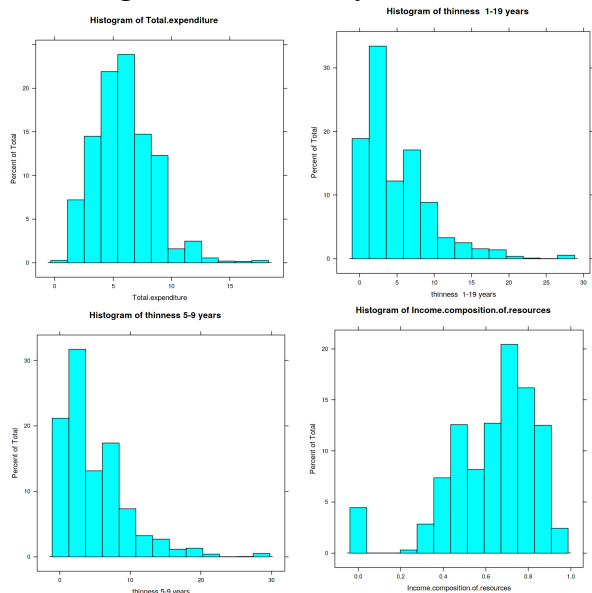 Histogram of Total.expenditure
Percent of Total
20
15
10
5
0
0 5 10 15
Total.expenditure
Histogram of thinness 1-19 years
Percent of Total
30
20
10
0
0 5 10 15 20 25 30
thinness 1-19 years
Histogram of thinness 5-9 years
Percent of Total
30
20
10
0
0 10 20 30
thinness 5-9 years
Histogram of Income.composition.of.resources
Percent of Total
20
15
10
5
0
0.0 0.2 0.4 0.6 0.8 1.0
Income.composition.of.resources